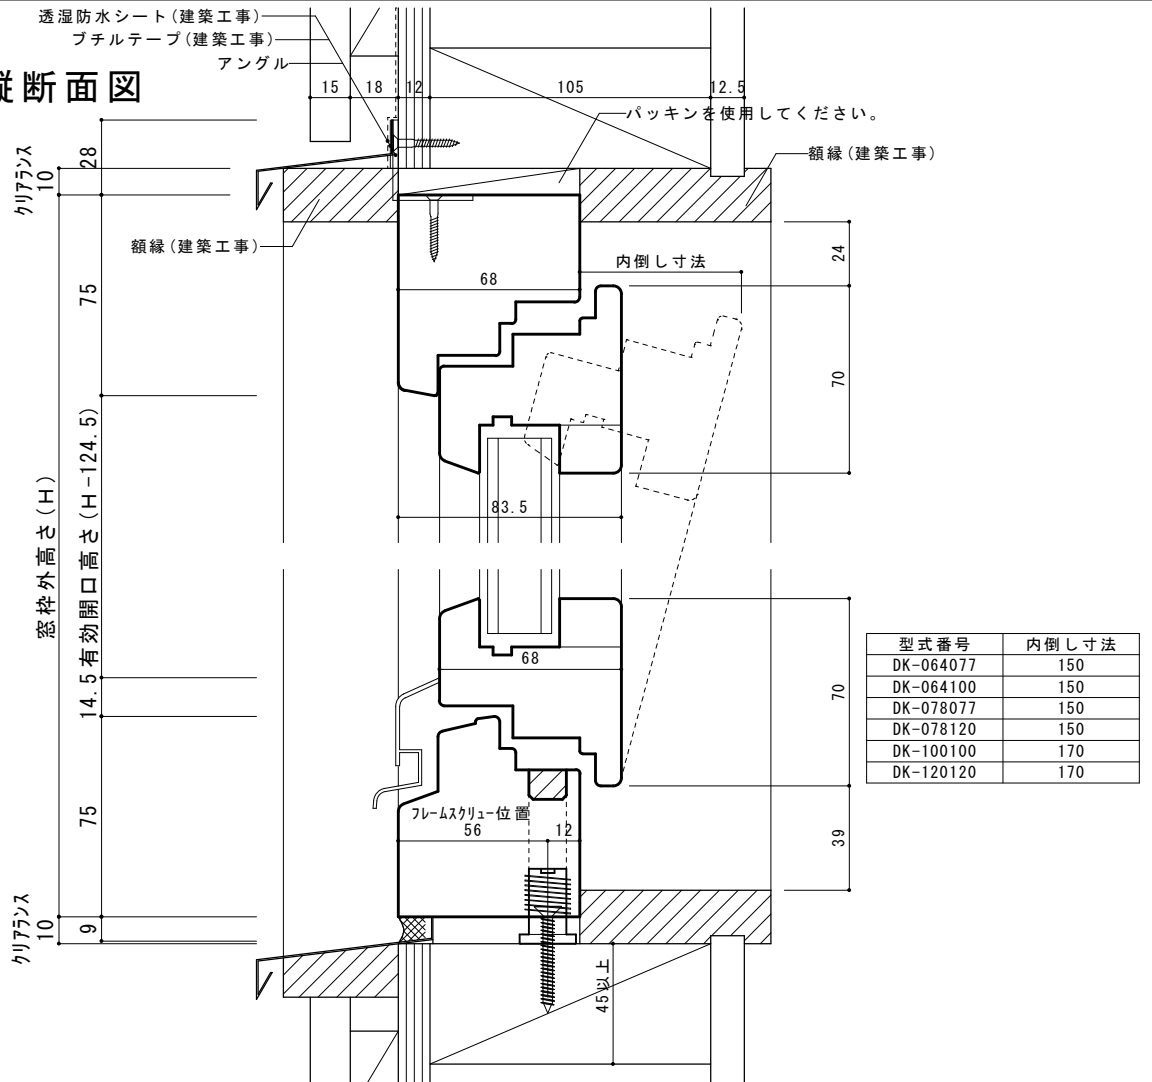 透湿防水シート(建築工事)
ブチルテープ(建築工事)
アングル
縦断面図
15
18
12
105
12.5
パッキンを使用してください。
額縁(建築工事)
クリアランス
10
28
額縁(建築工事)
68
内倒し寸法
24
75
70
窓枠外高さ(H)
有効開口高さ(H-124.5)
83.5
68
14.5
70
型式番号 内倒し寸法
DK-064077 150
DK-064100 150
DK-078077 150
DK-078120 150
DK-100100 170
DK-120120 170
フレームスクリュー位置
56
12
75
39
クリアランス
10
9
45以上